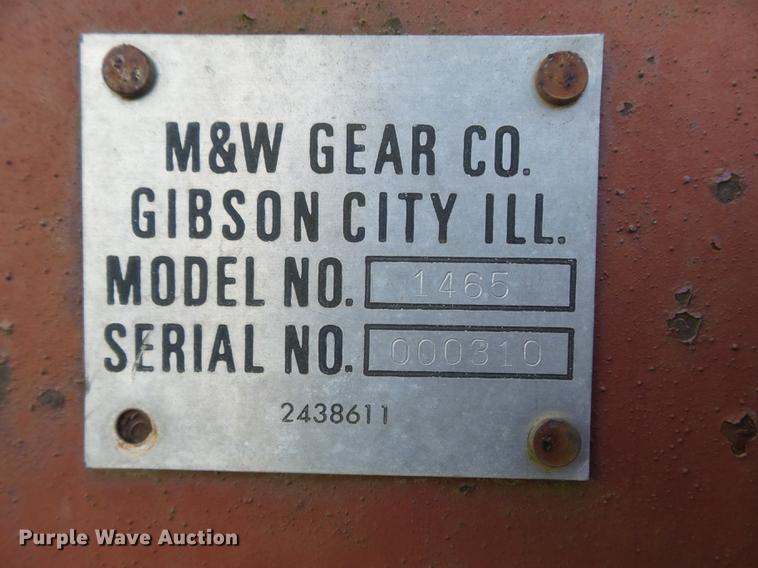 M&W GEAR CO.
GIBSON CITY ILL.
MODEL NO. 1465
SERIAL NO. 000310
2438611
Purple Wave Auction